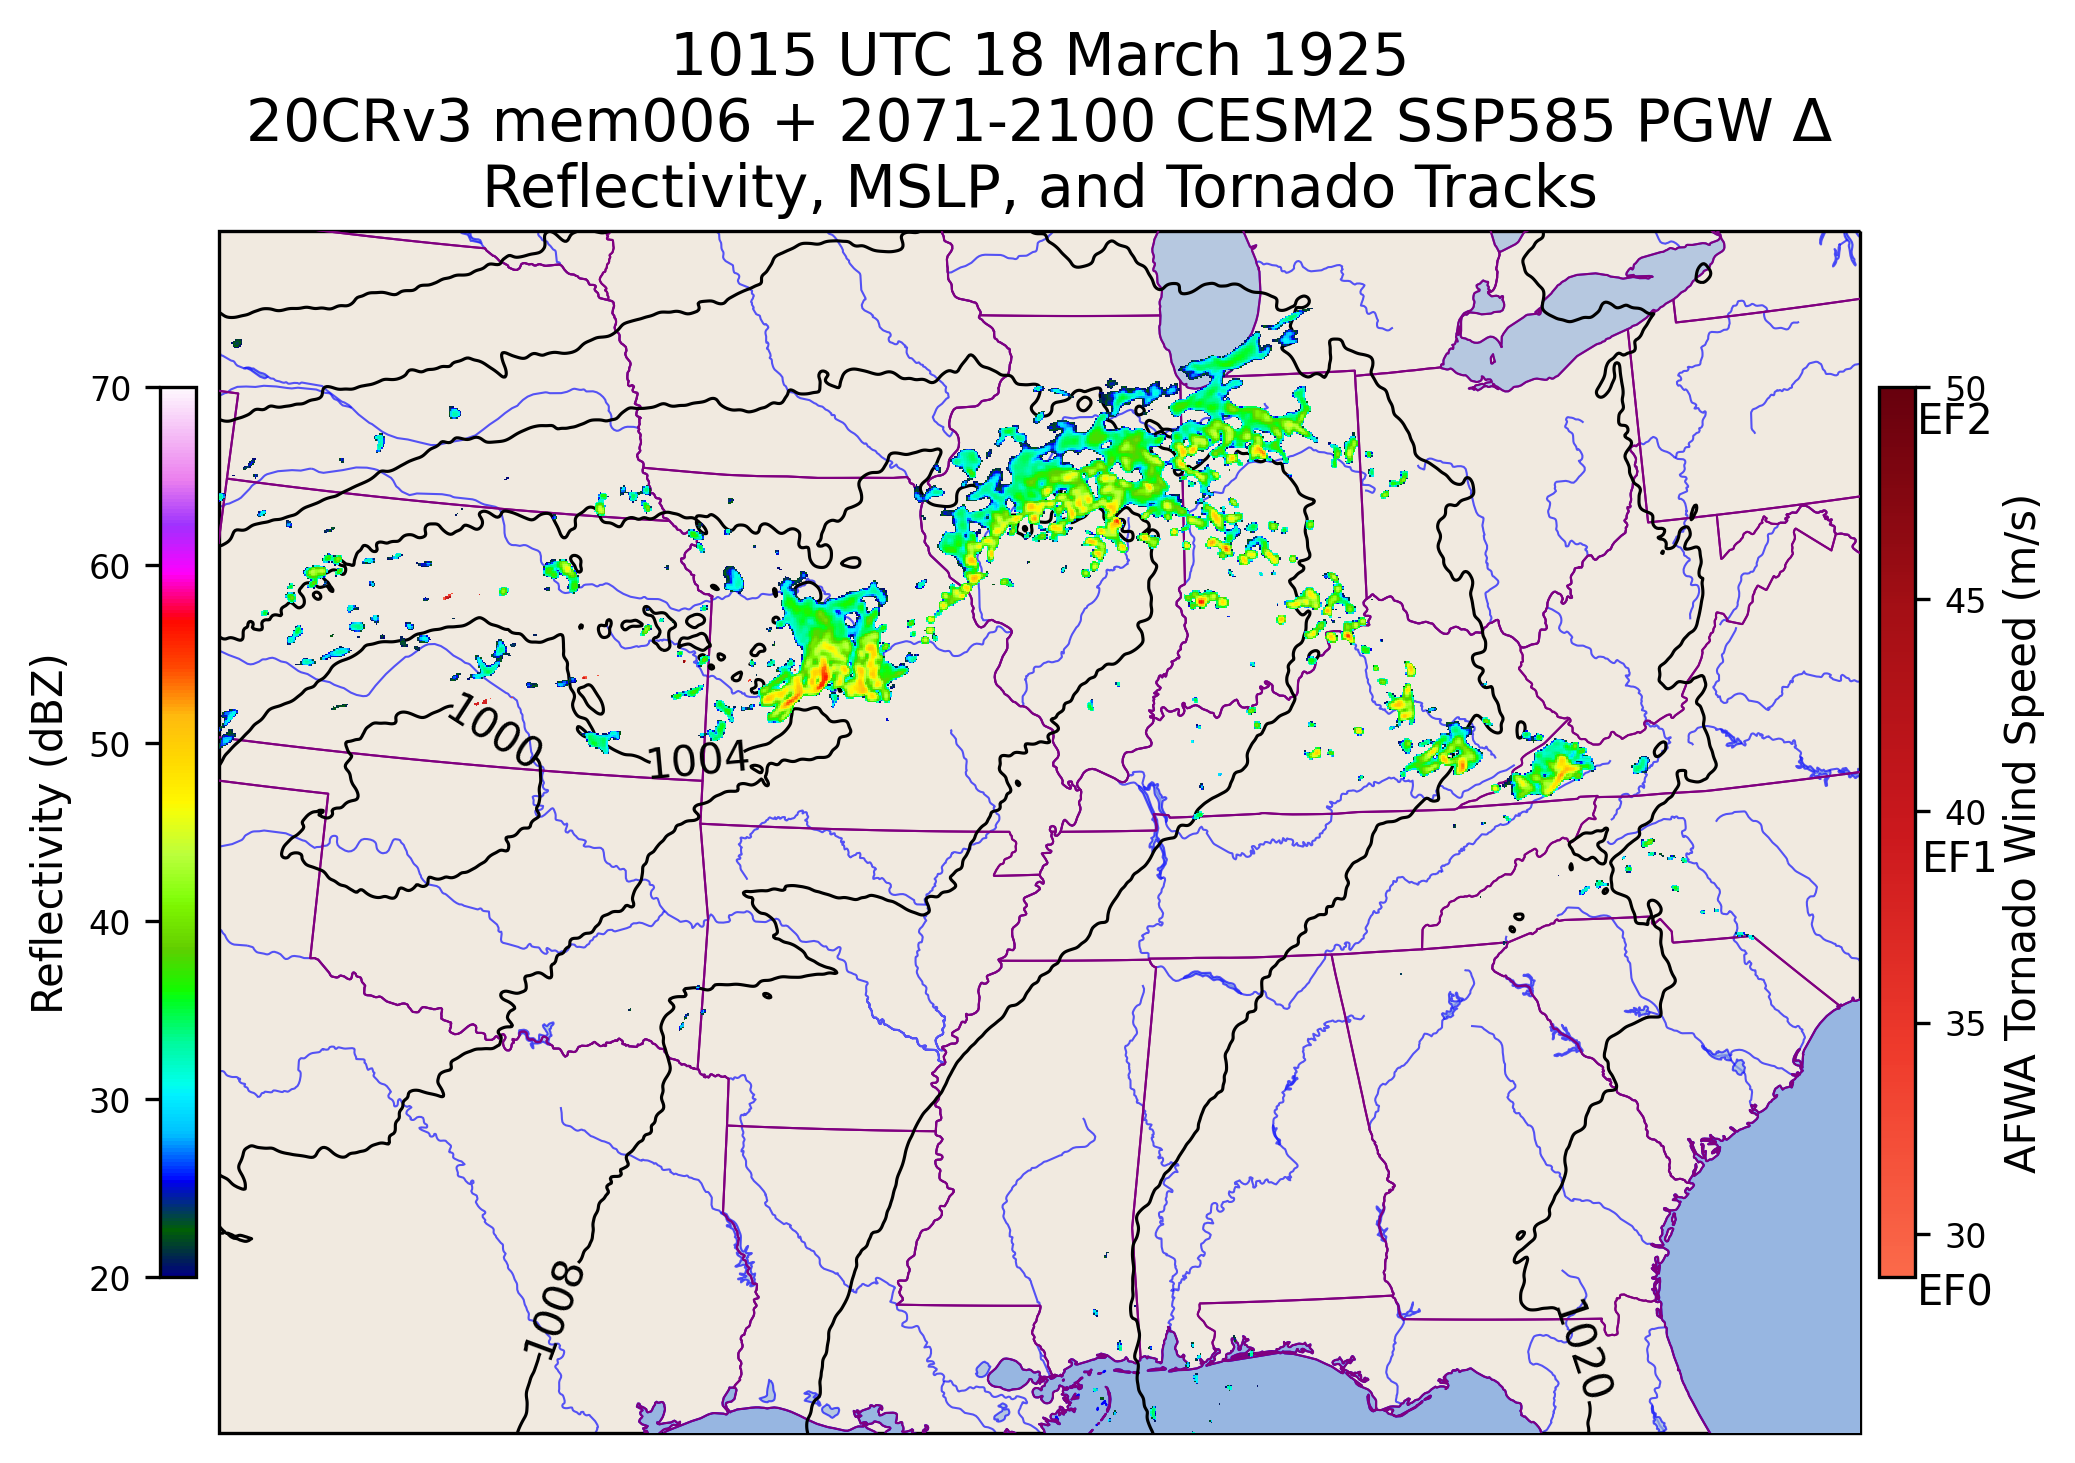 1015 UTC 18 March 1925
20CRv3 mem006 + 2071-2100 CESM2 SSP585 PGW Δ
Reflectivity, MSLP, and Tornado Tracks
70
60
50
40
30
20
Reflectivity (dBZ)
1000
1004
1008
1020
50
EF2
45
40
EF1
35
30
EF0
AFWA Tornado Wind Speed (m/s)